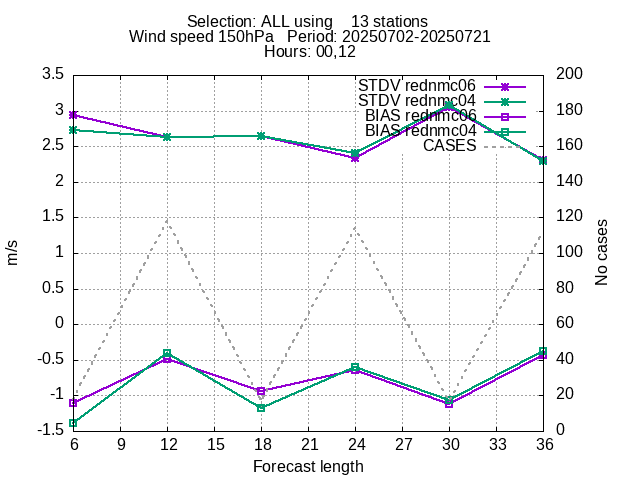 Selection: ALL using    13 stations
Wind speed 150hPa   Period: 20250702-20250721
Hours: 00,12
3.5
3
2.5
2
1.5
1
0.5
0
-0.5
-1
-1.5
m/s
STDV rednmc06
STDV rednmc04
BIAS rednmc06
BIAS rednmc04
CASES
200
180
160
140
120
100
80
60
40
20
0
No cases
6 9 12 15 18 21 24 27 30 33 36
Forecast length